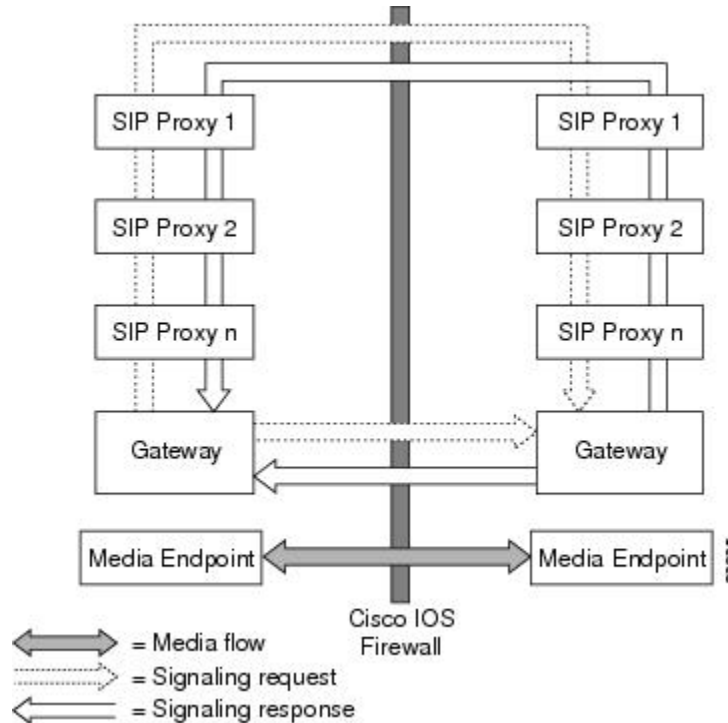 SIP Proxy 1
SIP Proxy 1
SIP Proxy 2
SIP Proxy 2
SIP Proxy n
SIP Proxy n
Gateway
Gateway
Media Endpoint
Media Endpoint
Cisco IOS
Firewall
= Media flow
= Signaling request
= Signaling response